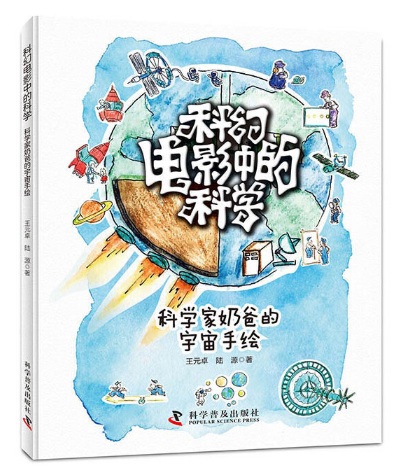 科幻电影中的科学
科学家奶爸的宇宙手绘
王元卓 陆源◎著
科学普及出版社
科幻
电影中的
科学
科学家奶爸的
宇宙手绘
王元卓 陆源◎著
科学普及出版社
POPULAR SCIENCE PRESS